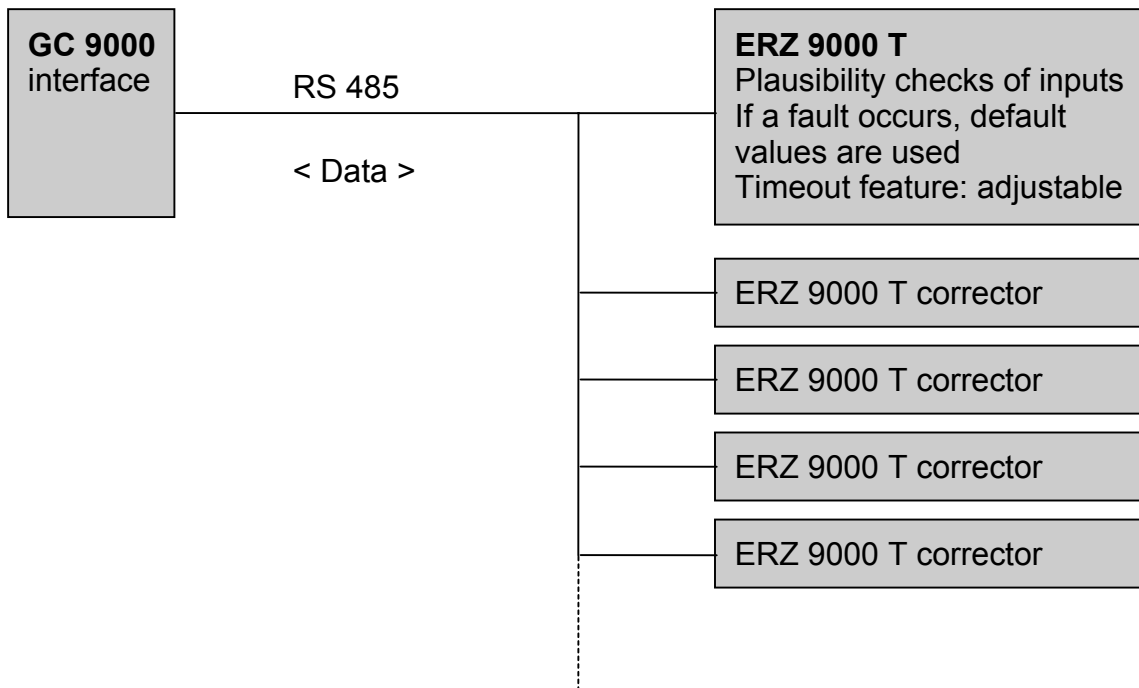 GC 9000
interface
RS 485
< Data >
ERZ 9000 T
Plausibility checks of inputs
If a fault occurs, default
values are used
Timeout feature: adjustable
ERZ 9000 T corrector
ERZ 9000 T corrector
ERZ 9000 T corrector
ERZ 9000 T corrector